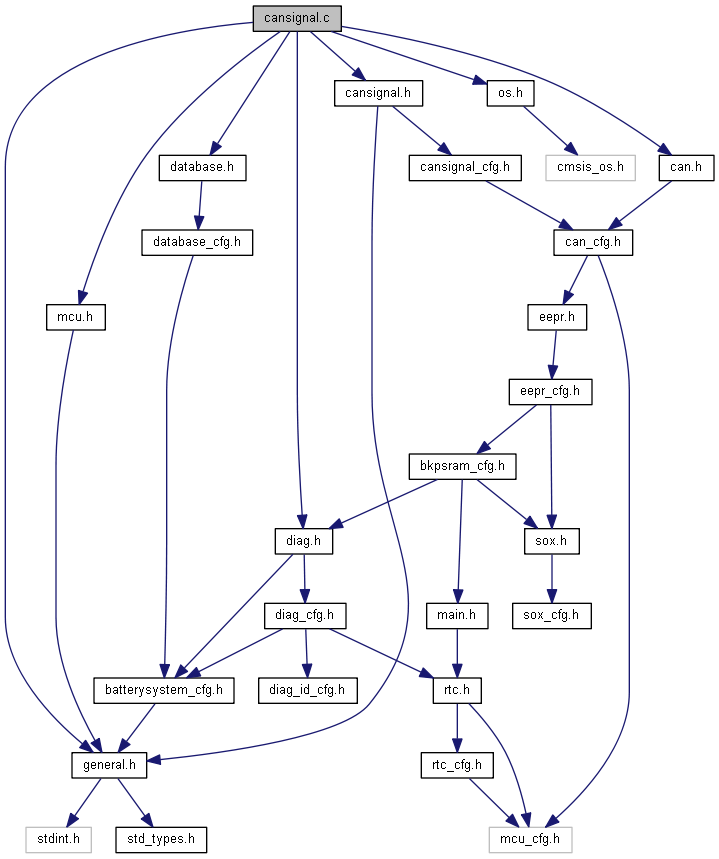 cansignal.c
cansignal.h
os.h
database.h
cansignal_cfg.h
cmsis_os.h
can.h
database_cfg.h
can_cfg.h
mcu.h
eepr.h
eepr_cfg.h
bkpsram_cfg.h
diag.h
sox.h
diag_cfg.h
main.h
sox_cfg.h
batterysystem_cfg.h
diag_id_cfg.h
rtc.h
general.h
rtc_cfg.h
stdint.h
std_types.h
mcu_cfg.h